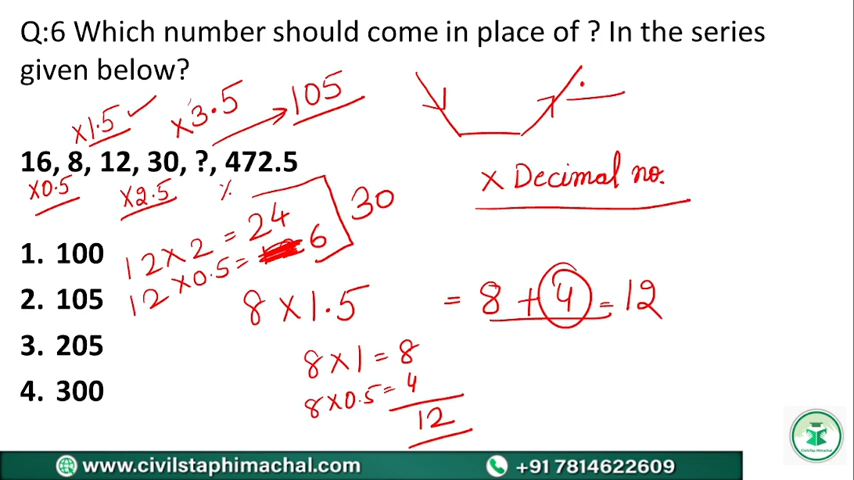 Q:6 Which number should come in place of ? In the series
given below?
×1.5 ✓ ×3.5 → 105
16, 8, 12, 30, ?, 472.5
×0.5 ×2.5
× Decimal no.
12×2 = 24
12×0.5= 6
30
1. 100
2. 105
3. 205
4. 300
8×1.5 = 8+4=12
8×1=8
8×0.5=4
12
www.civilstaphimachal.com
+91 7814622609